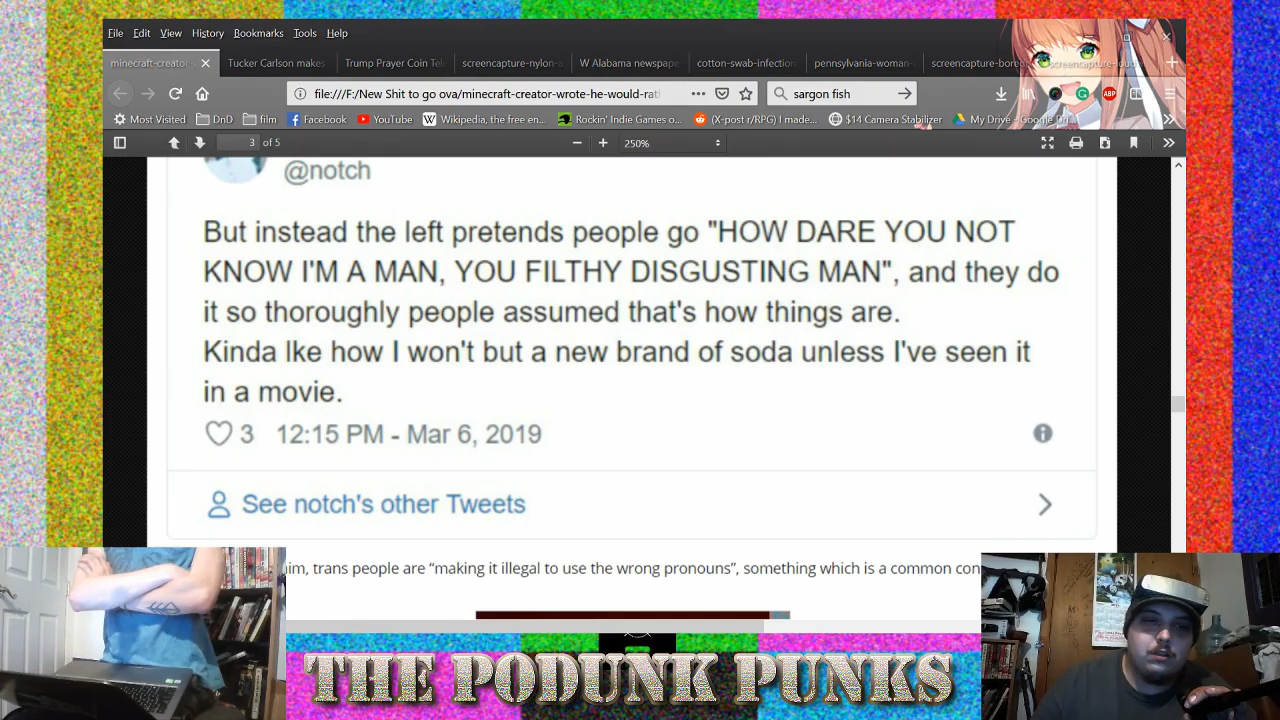 File Edit View History Bookmarks Tools Help
minecraft-creator Tucker Carlson makes Trump Prayer Coin Tel screencapture-nylon- W Alabama newspape cotton-swab-infection pennsylvania-woman- screencapture-bore screencapture-lou
file:///F:/New Shit to go ova/minecraft-creator-wrote-he-would-rat sargon fish ABP
Most Visited DnD film Facebook YouTube Wikipedia, the free en... Rockin' Indie Games o... (X-post r/RPG) I made... $14 Camera Stabilizer My Drive - Google Dri...
3 of 5 250%
@notch
But instead the left pretends people go "HOW DARE YOU NOT
KNOW I'M A MAN, YOU FILTHY DISGUSTING MAN", and they do
it so thoroughly people assumed that's how things are.
Kinda lke how I won't but a new brand of soda unless I've seen it
in a movie.
3 12:15 PM - Mar 6, 2019
See notch's other Tweets
im, trans people are “making it illegal to use the wrong pronouns”, something which is a common con
THE PODUNK PUNKS